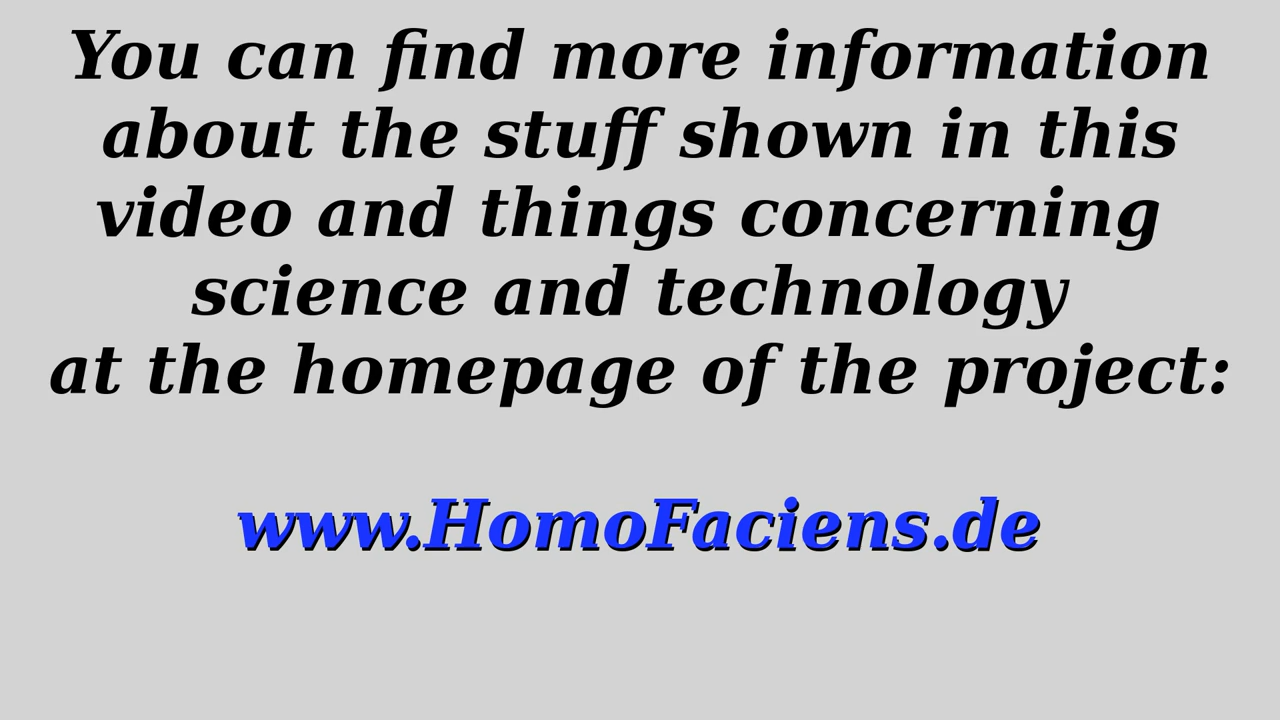 You can find more information
about the stuff shown in this
video and things concerning
science and technology
at the homepage of the project:
www.HomoFaciens.de